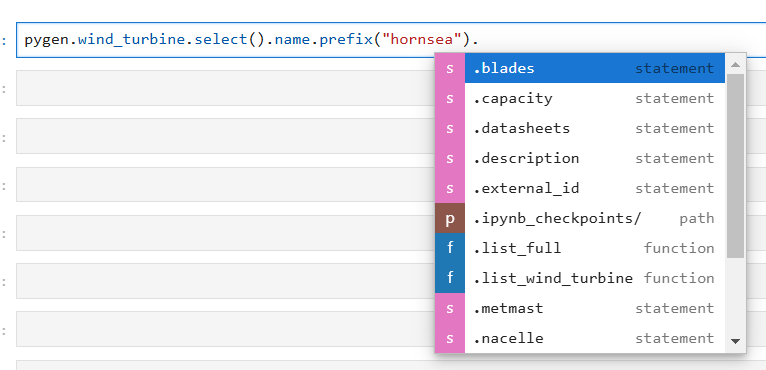 : pygen.wind_turbine.select().name.prefix("hornsea").
: s .blades statement
s .capacity statement
: s .datasheets statement
s .description statement
: s .external_id statement
p .ipynb_checkpoints/ path
: f .list_full function
: f .list_wind_turbine function
s .metmast statement
: s .nacelle statement